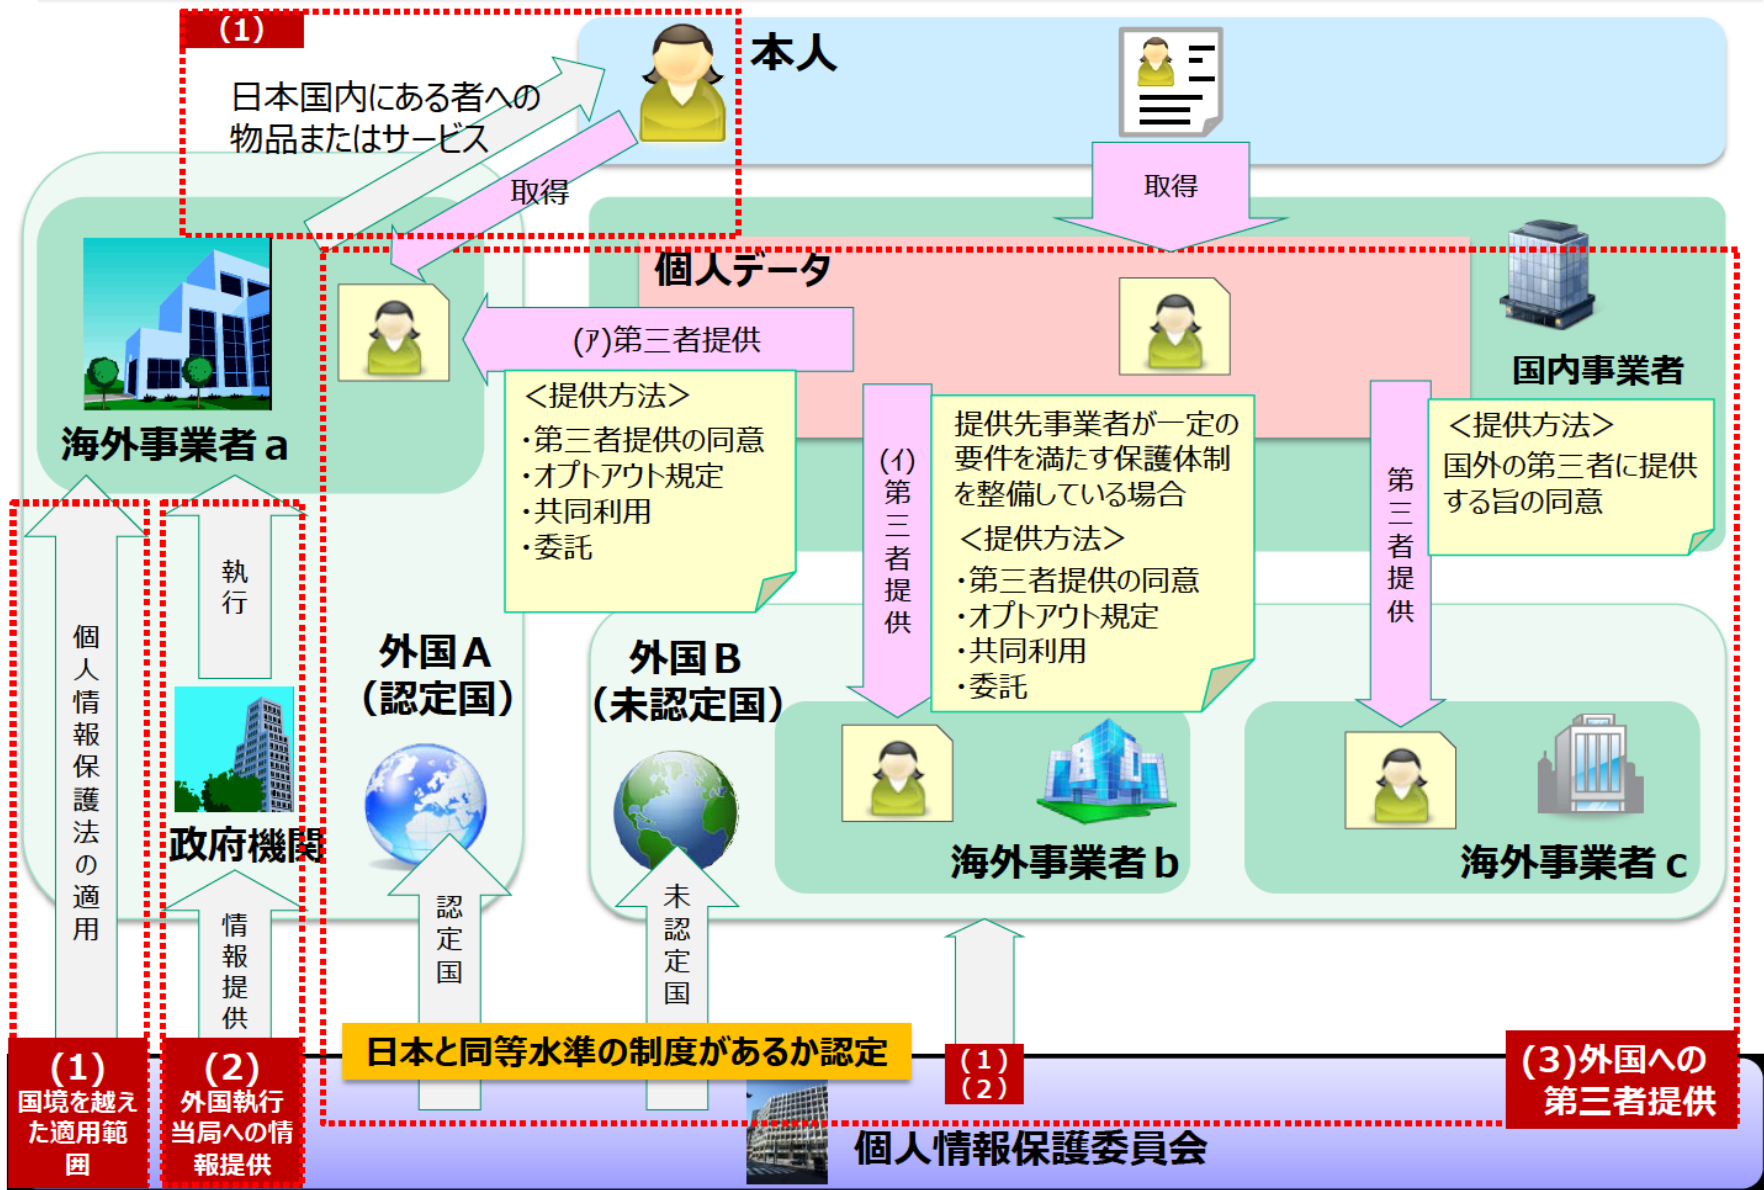 (1)
本人
日本国内にある者への
物品またはサービス
取得
取得
個人データ
(ｱ)第三者提供
国内事業者
海外事業者a
＜提供方法＞
・第三者提供の同意
・オプトアウト規定
・共同利用
・委託
(ｲ)第三者提供
提供先事業者が一定の
要件を満たす保護体制
を整備している場合
＜提供方法＞
・第三者提供の同意
・オプトアウト規定
・共同利用
・委託
第三者提供
＜提供方法＞
国外の第三者に提供
する旨の同意
執行
個人情報保護法の適用
外国A
（認定国）
外国B
（未認定国）
政府機関
海外事業者b
海外事業者c
情報提供
認定国
未認定国
日本と同等水準の制度があるか認定
(1)
国境を越え
た適用範
囲
(2)
外国執行
当局への情
報提供
(1)
(2)
(3)外国への
第三者提供
個人情報保護委員会